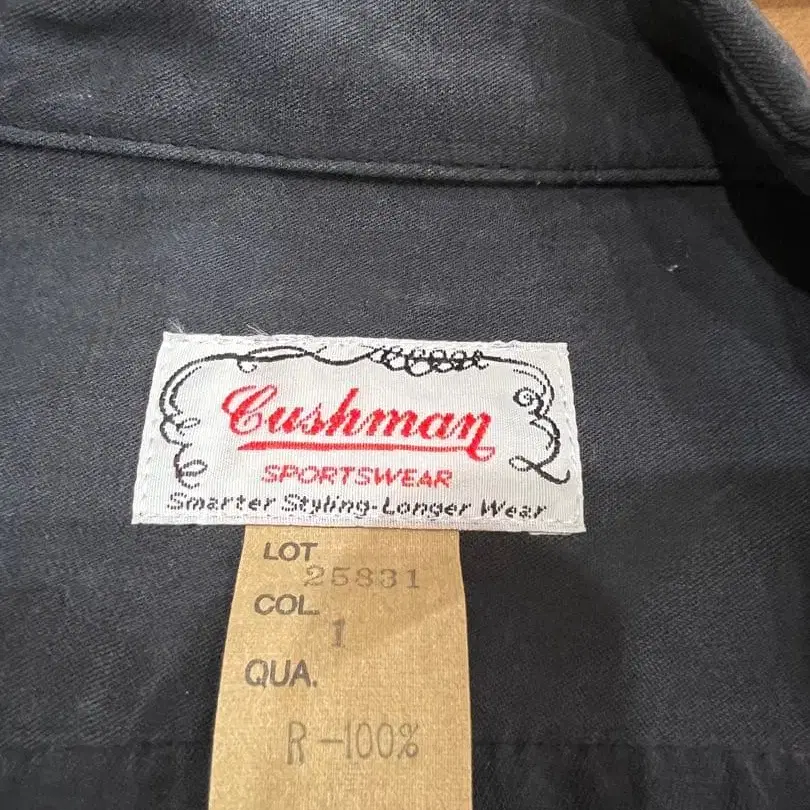 Cushman
SPORTSWEAR
Smarter Styling-Longer Wear
LOT
25831
COL.
1
QUA.
R-100%